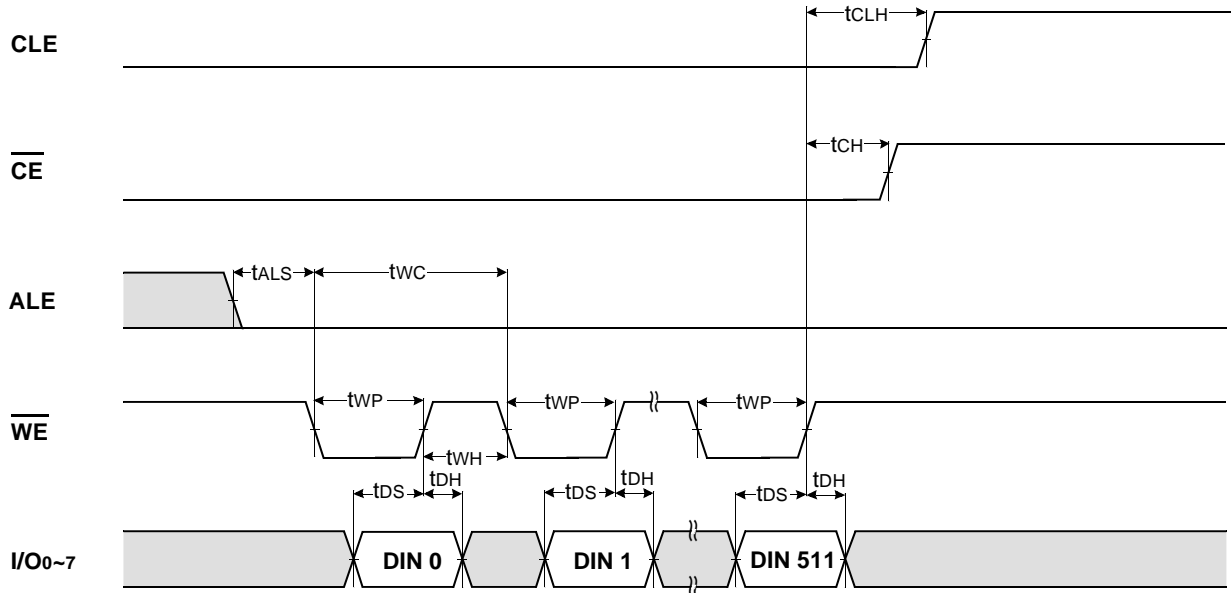 CLE
tCLH
CE
tCH
ALE
tALS
tWC
WE
tWP
tWP
tWP
tWH
tDS
tDH
tDS
tDH
tDS
tDH
I/O0~7
DIN 0
DIN 1
DIN 511